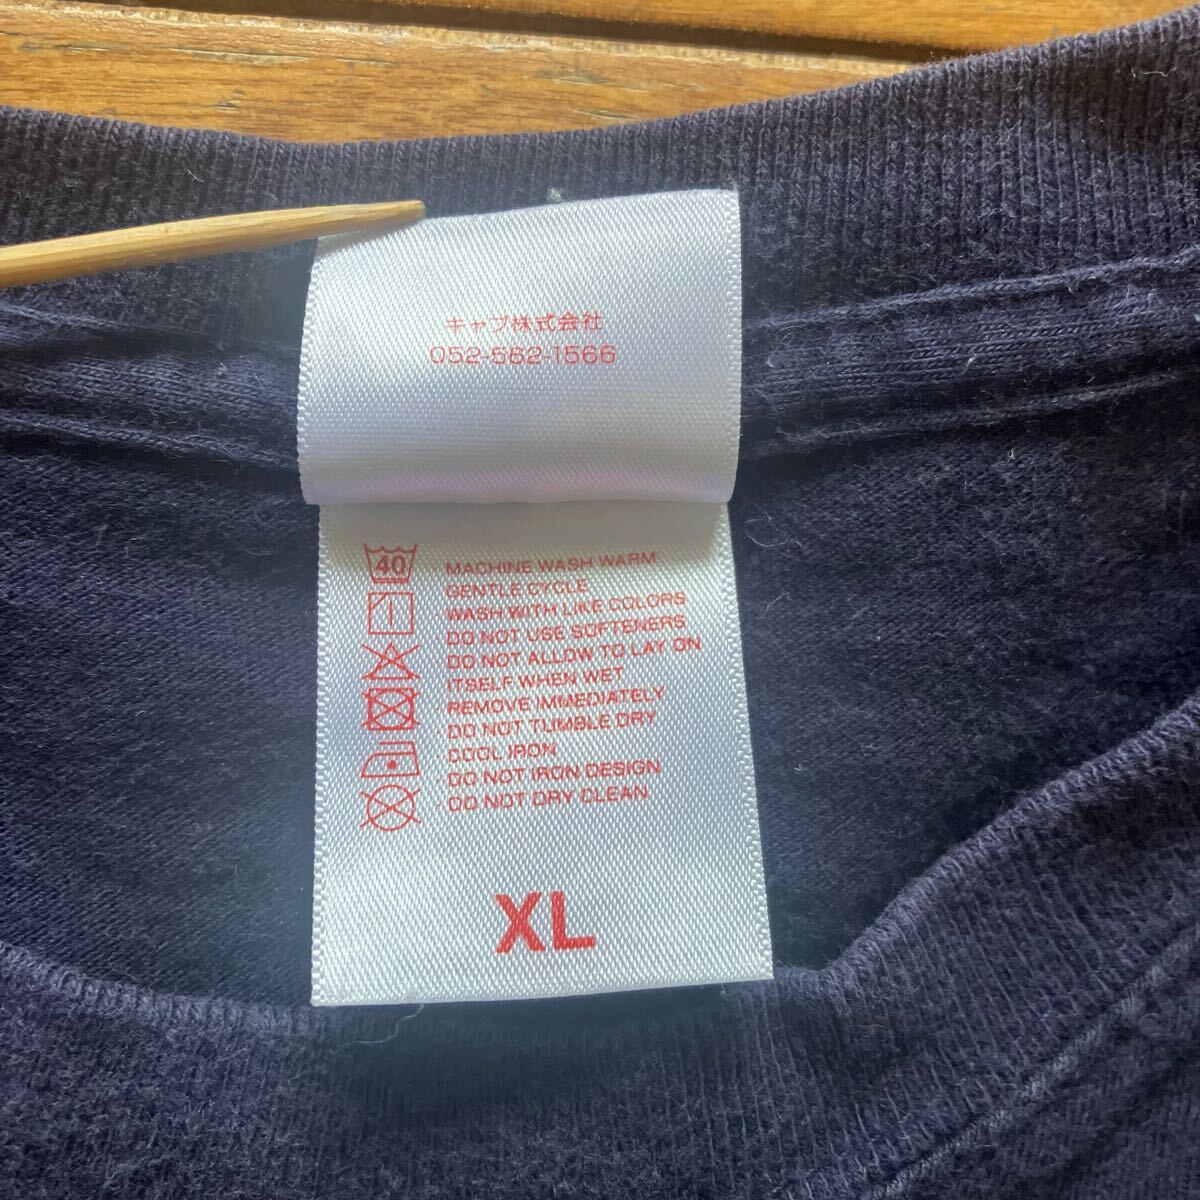 キャブ株式会社
052-562-1566
40
MACHINE WASH WARM
GENTLE CYCLE
WASH WITH LIKE COLORS
DO NOT USE SOFTENERS
DO NOT ALLOW TO LAY ON
ITSELF WHEN WET
REMOVE IMMEDIATELY
· DO NOT TUMBLE DRY
· COOL IRON
· DO NOT IRON DESIGN
· DO NOT DRY CLEAN
XL